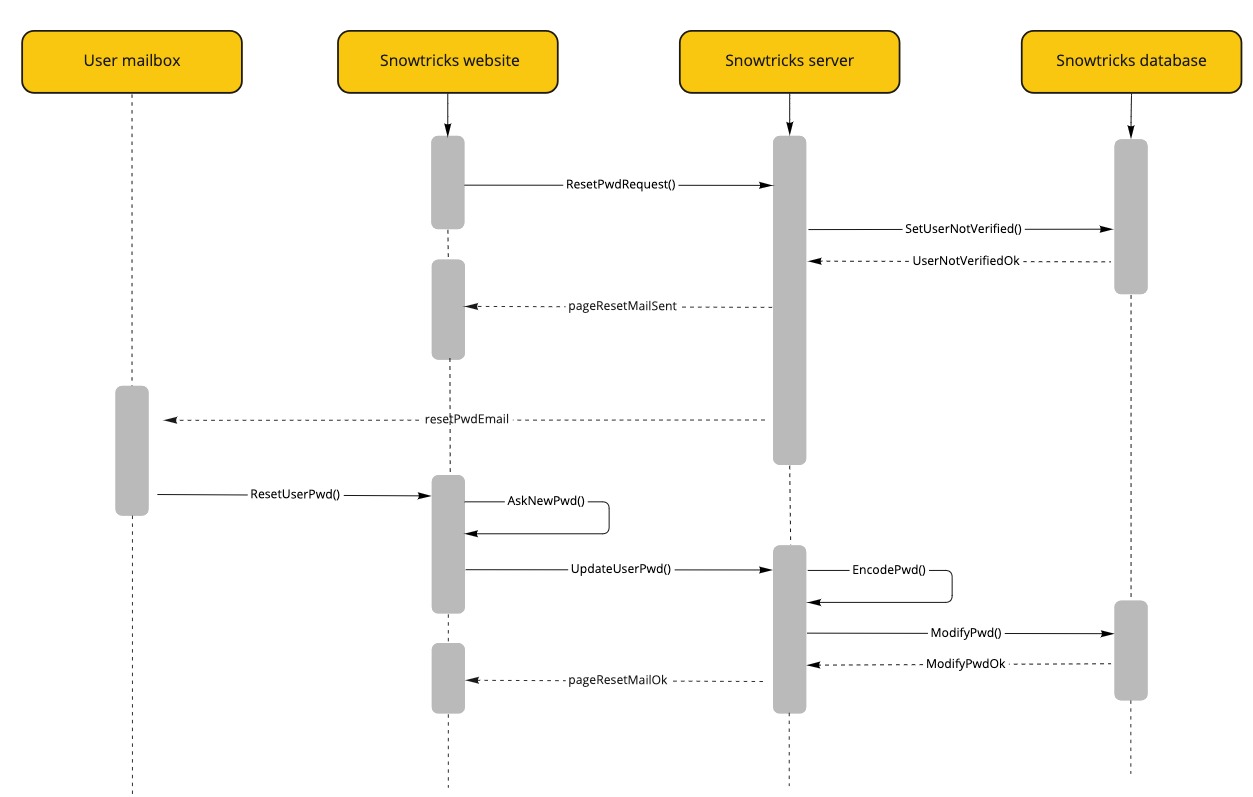 User mailbox
Snowtricks website
Snowtricks server
Snowtricks database
ResetPwdRequest()
SetUserNotVerified()
UserNotVerifiedOk
pageResetMailSent
resetPwdEmail
ResetUserPwd()
AskNewPwd()
UpdateUserPwd()
EncodePwd()
ModifyPwd()
ModifyPwdOk
pageResetMailOk